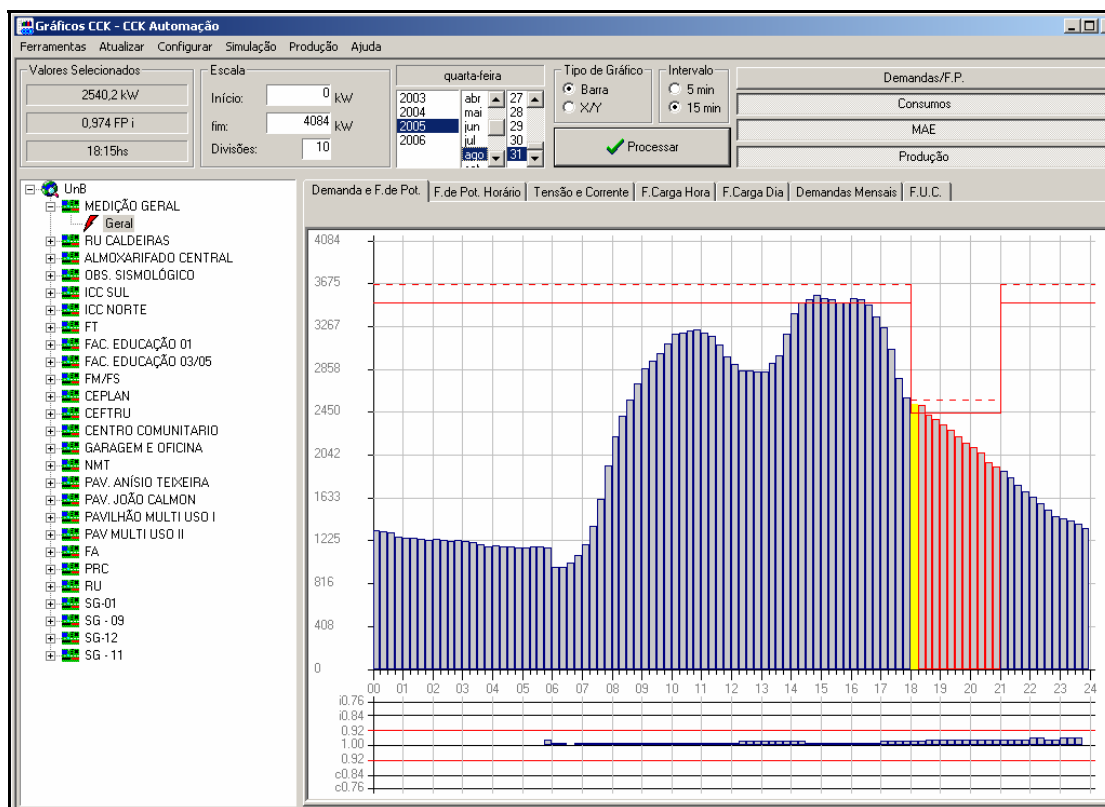 Gráficos CCK - CCK Automação
Ferramentas Atualizar Configurar Simulação Produção Ajuda
Valores Selecionados
2540,2 kW
0,974 FP i
18:15hs
Escala
Início: 0 kW
fim: 4084 kW
Divisões: 10
quarta-feira
2003 abr 27
2004 mai 28
2005 jun 29
2006 jul 30
ago 31
Tipo de Gráfico
Barra
X/Y
Intervalo
5 min
15 min
Processar
Demandas/F.P.
Consumos
MAE
Produção
UnB
MEDIÇÃO GERAL
Geral
RU CALDEIRAS
ALMOXARIFADO CENTRAL
OBS. SISMOLÓGICO
ICC SUL
ICC NORTE
FT
FAC. EDUCAÇÃO 01
FAC. EDUCAÇÃO 03/05
FM/FS
CEPLAN
CEFTRU
CENTRO COMUNITARIO
GARAGEM E OFICINA
NMT
PAV. ANÍSIO TEIXEIRA
PAV. JOÃO CALMON
PAVILHÃO MULTI USO I
PAV MULTI USO II
FA
PRC
RU
SG-01
SG - 09
SG-12
SG - 11
Demanda e F.de Pot. F.de Pot. Horário Tensão e Corrente F.Carga Hora F.Carga Dia Demandas Mensais F.U.C.
4084
3675
3267
2858
2450
2042
1633
1225
816
408
0
00 01 02 03 04 05 06 07 08 09 10 11 12 13 14 15 16 17 18 19 20 21 22 23 24
i0.76
i0.84
0.92
1.00
0.92
c0.84
c0.76